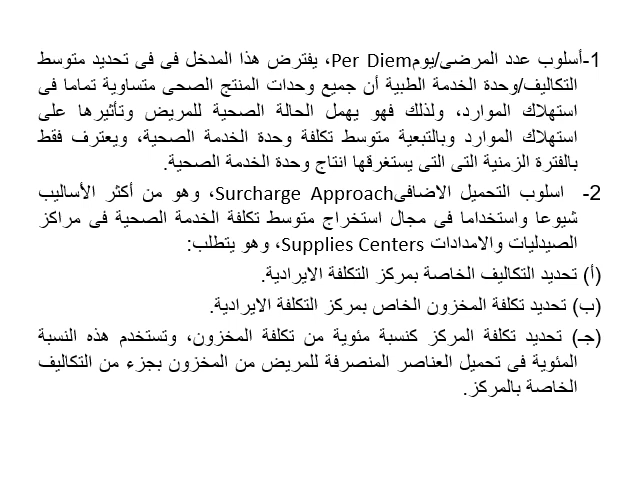 1-أسلوب عدد المرضى/يومPer Diem، يفترض هذا المدخل فى فى تحديد متوسط
التكاليف/وحدة الخدمة الطبية أن جميع وحدات المنتج الصحى متساوية تماما فى
استهلاك الموارد، ولذلك فهو يهمل الحالة الصحية للمريض وتأثيرها على
استهلاك الموارد وبالتبعية متوسط تكلفة وحدة الخدمة الصحية، ويعترف فقط
بالفترة الزمنية التى التى يستغرقها انتاج وحدة الخدمة الصحية.
2- اسلوب التحميل الاضافىSurcharge Approach، وهو من أكثر الأساليب
شيوعا واستخداما فى مجال استخراج متوسط تكلفة الخدمة الصحية فى مراكز
الصيدليات والامدادات Supplies Centers، وهو يتطلب:
(أ) تحديد التكاليف الخاصة بمركز التكلفة الايرادية.
(ب) تحديد تكلفة المخزون الخاص بمركز التكلفة الايرادية.
(جـ) تحديد تكلفة المركز كنسبة مئوية من تكلفة المخزون، وتستخدم هذه النسبة
المئوية فى تحميل العناصر المنصرفة للمريض من المخزون بجزء من التكاليف
الخاصة بالمركز.